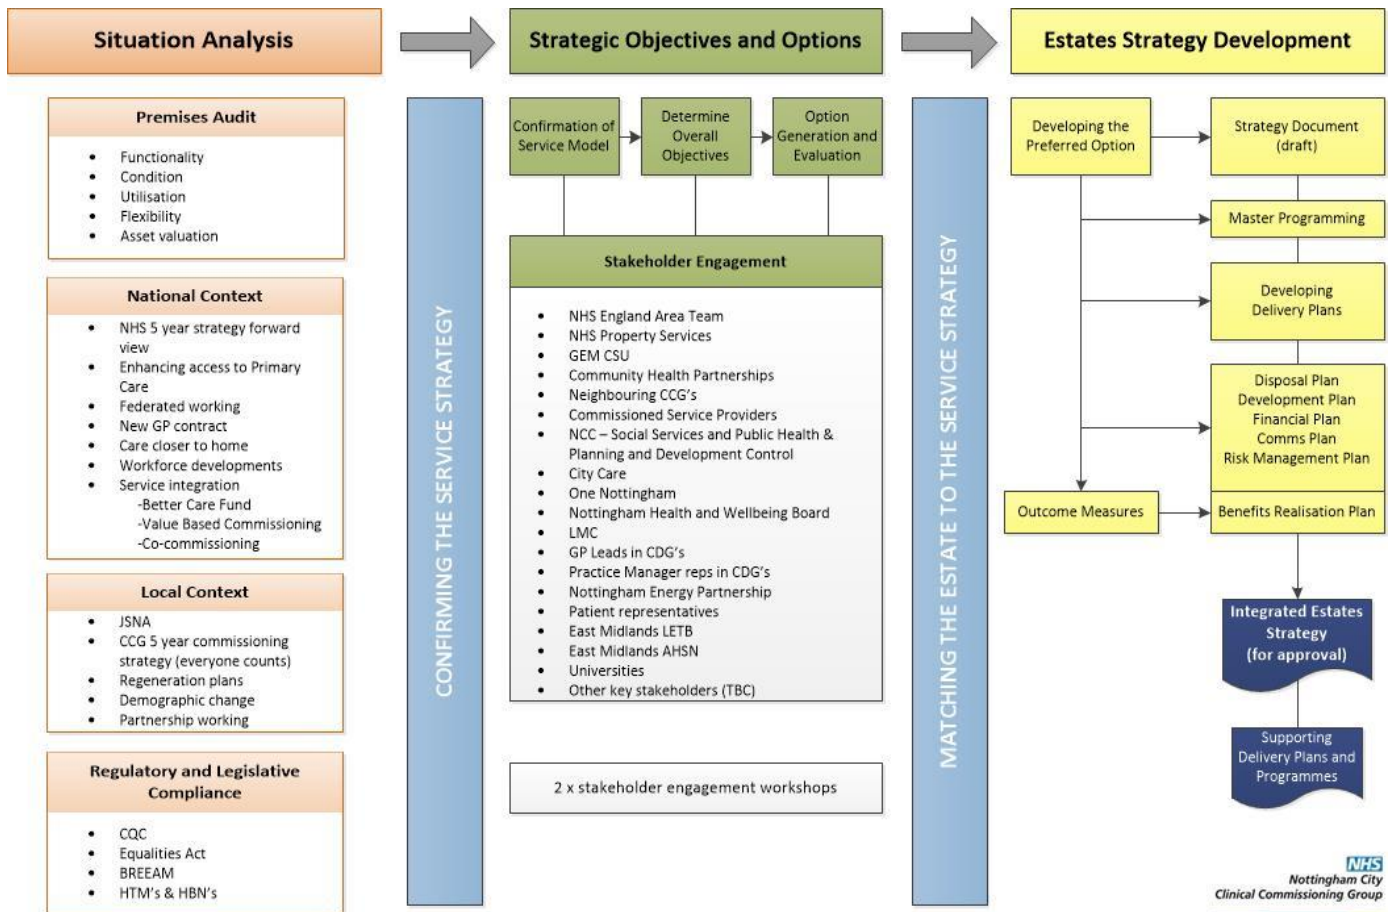 Situation Analysis
Strategic Objectives and Options
Estates Strategy Development
Premises Audit
• Functionality
• Condition
• Utilisation
• Flexibility
• Asset valuation
National Context
• NHS 5 year strategy forward
view
• Enhancing access to Primary
Care
• Federated working
• New GP contract
• Care closer to home
• Workforce developments
• Service integration
-Better Care Fund
-Value Based Commissioning
-Co-commissioning
Local Context
• JSNA
• CCG 5 year commissioning
strategy (everyone counts)
• Regeneration plans
• Demographic change
• Partnership working
Regulatory and Legislative
Compliance
• CQC
• Equalities Act
• BREEAM
• HTM's & HBN's
CONFIRMING THE SERVICE STRATEGY
Confirmation of
Service Model
Determine
Overall
Objectives
Option
Generation and
Evaluation
Stakeholder Engagement
• NHS England Area Team
• NHS Property Services
• GEM CSU
• Community Health Partnerships
• Neighbouring CCG's
• Commissioned Service Providers
• NCC – Social Services and Public Health &
Planning and Development Control
• City Care
• One Nottingham
• Nottingham Health and Wellbeing Board
• LMC
• GP Leads in CDG's
• Practice Manager reps in CDG's
• Nottingham Energy Partnership
• Patient representatives
• East Midlands LETB
• East Midlands AHSN
• Universities
• Other key stakeholders (TBC)
2 x stakeholder engagement workshops
MATCHING THE ESTATE TO THE SERVICE STRATEGY
Developing the
Preferred Option
Strategy Document
(draft)
Master Programming
Developing
Delivery Plans
Disposal Plan
Development Plan
Financial Plan
Comms Plan
Risk Management Plan
Outcome Measures
Benefits Realisation Plan
Integrated Estates
Strategy
(for approval)
Supporting
Delivery Plans and
Programmes
NHS
Nottingham City
Clinical Commissioning Group